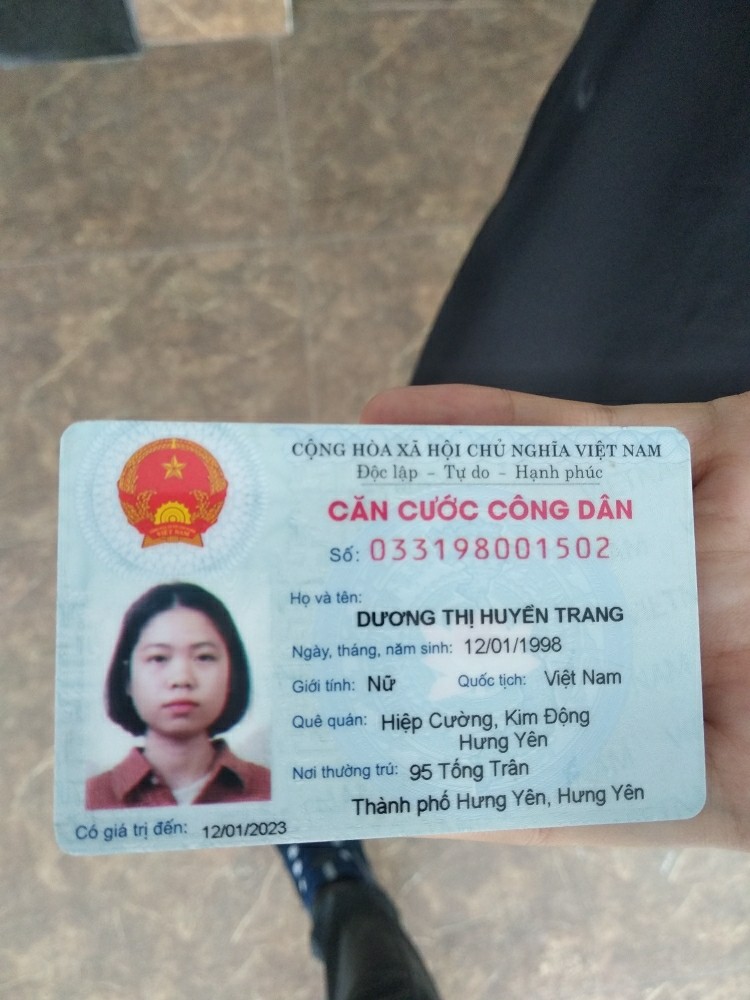 CỘNG HÒA XÃ HỘI CHỦ NGHĨA VIỆT NAM
Độc lập - Tự do - Hạnh phúc
CĂN CƯỚC CÔNG DÂN
Số: 033198001502
Họ và tên:
DƯƠNG THỊ HUYỀN TRANG
Ngày, tháng, năm sinh: 12/01/1998
Giới tính: Nữ Quốc tịch: Việt Nam
Quê quán: Hiệp Cường, Kim Động
Hưng Yên
Nơi thường trú: 95 Tống Trân
Thành phố Hưng Yên, Hưng Yên
Có giá trị đến: 12/01/2023
VIỆT NAM